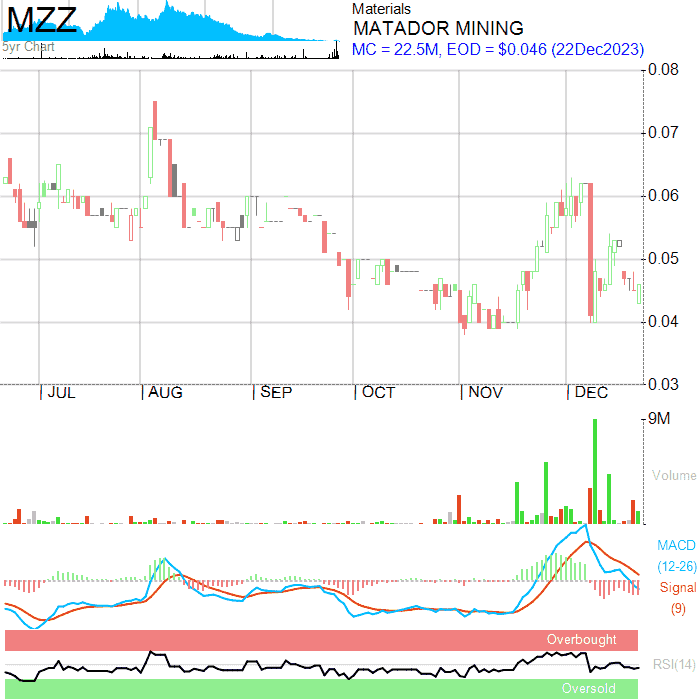 MZZ
5yr Chart
Materials
MATADOR MINING
MC = 22.5M, EOD = $0.046 (22Dec2023)
0.08
0.07
0.06
0.05
0.04
0.03
JUL AUG SEP OCT NOV DEC
9M
Volume
MACD
(12-26)
Signal
(9)
Overbought
RSI(14)
Oversold